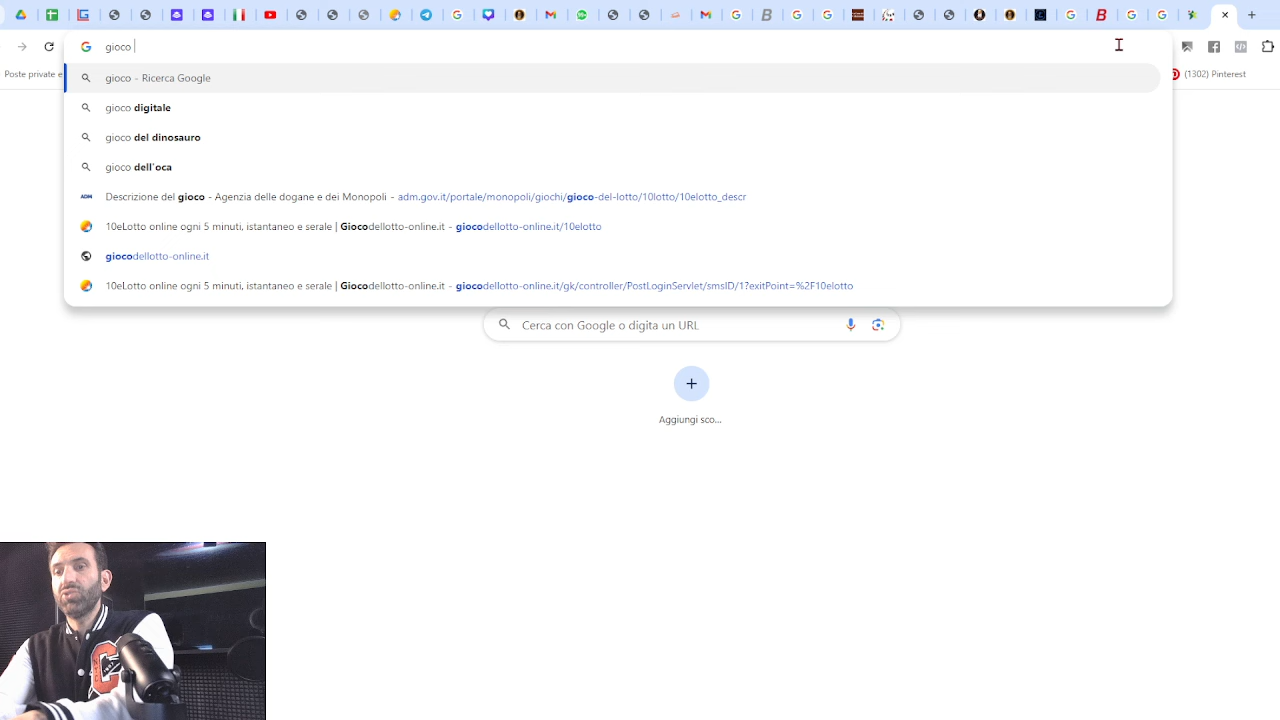 gioco
Poste private e
(1302) Pinterest
gioco - Ricerca Google
gioco digitale
gioco del dinosauro
gioco dell'oca
ADM Descrizione del gioco - Agenzia delle dogane e dei Monopoli - adm.gov.it/portale/monopoli/giochi/gioco-del-lotto/10lotto/10elotto_descr
10eLotto online ogni 5 minuti, istantaneo e serale | Giocodellotto-online.it - giocodellotto-online.it/10elotto
giocodellotto-online.it
10eLotto online ogni 5 minuti, istantaneo e serale | Giocodellotto-online.it - giocodellotto-online.it/gk/controller/PostLoginServlet/smsID/1?exitPoint=%2F10elotto
Cerca con Google o digita un URL
Aggiungi sco...